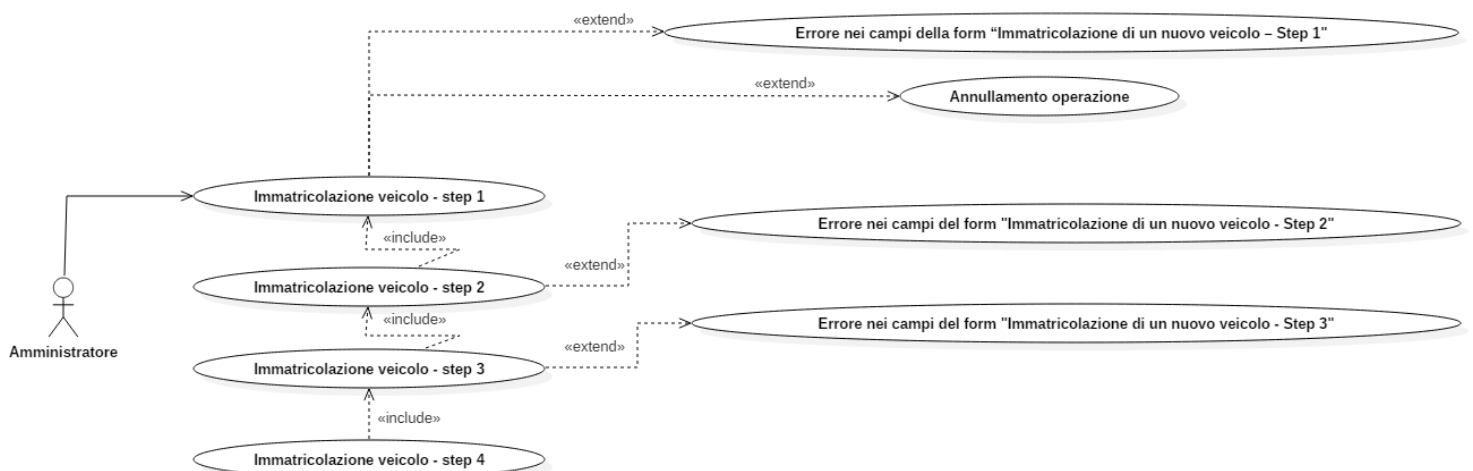 «extend»
Errore nei campi della form “Immatricolazione di un nuovo veicolo – Step 1"
«extend»
Annullamento operazione
Immatricolazione veicolo - step 1
«include»
Errore nei campi del form "Immatricolazione di un nuovo veicolo - Step 2"
«extend»
Immatricolazione veicolo - step 2
«include»
Errore nei campi del form "Immatricolazione di un nuovo veicolo - Step 3"
«extend»
Amministratore
Immatricolazione veicolo - step 3
«include»
Immatricolazione veicolo - step 4